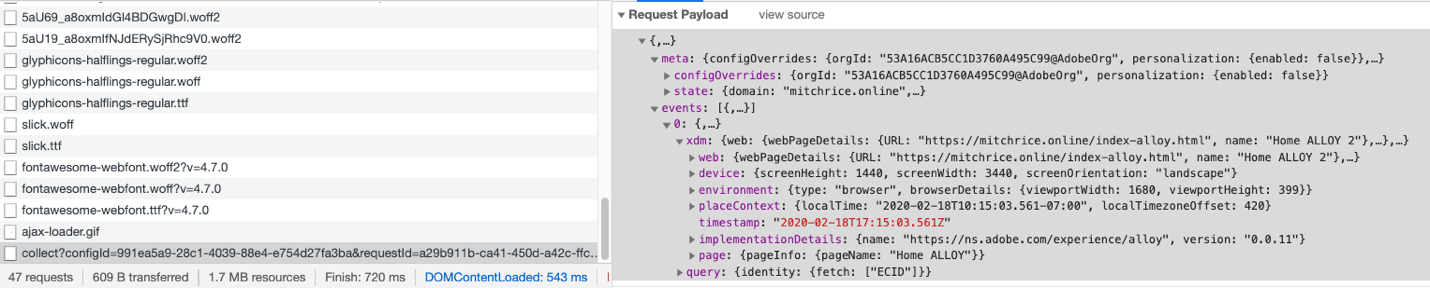 5aU69_a8oxmIdGl4BDGwgDI.woff2
5aU19_a8oxmIfNJdERySjRhc9V0.woff2
glyphicons-halflings-regular.woff2
glyphicons-halflings-regular.woff
glyphicons-halflings-regular.ttf
slick.woff
slick.ttf
fontawesome-webfont.woff2?v=4.7.0
fontawesome-webfont.woff?v=4.7.0
fontawesome-webfont.ttf?v=4.7.0
ajax-loader.gif
collect?configId=991ea5a9-28c1-4039-88e4-e754d27fa3ba&requestId=a29b911b-ca41-450d-a42c-ffc...
47 requests 609 B transferred 1.7 MB resources Finish: 720 ms DOMContentLoaded: 543 ms
Request Payload view source
{,…}
meta: {configOverrides: {orgId: "53A16ACB5CC1D3760A495C99@AdobeOrg", personalization: {enabled: false}},…}
configOverrides: {orgId: "53A16ACB5CC1D3760A495C99@AdobeOrg", personalization: {enabled: false}}
state: {domain: "mitchrice.online",…}
events: [{,…}]
0: {,…}
xdm: {web: {webPageDetails: {URL: "https://mitchrice.online/index-alloy.html", name: "Home ALLOY 2"},…},…}
web: {webPageDetails: {URL: "https://mitchrice.online/index-alloy.html", name: "Home ALLOY 2"},…}
device: {screenHeight: 1440, screenWidth: 3440, screenOrientation: "landscape"}
environment: {type: "browser", browserDetails: {viewportWidth: 1680, viewportHeight: 399}}
placeContext: {localTime: "2020-02-18T10:15:03.561-07:00", localTimezoneOffset: 420}
timestamp: "2020-02-18T17:15:03.561Z"
implementationDetails: {name: "https://ns.adobe.com/experience/alloy", version: "0.0.11"}
page: {pageInfo: {pageName: "Home ALLOY"}}
query: {identity: {fetch: ["ECID"]}}